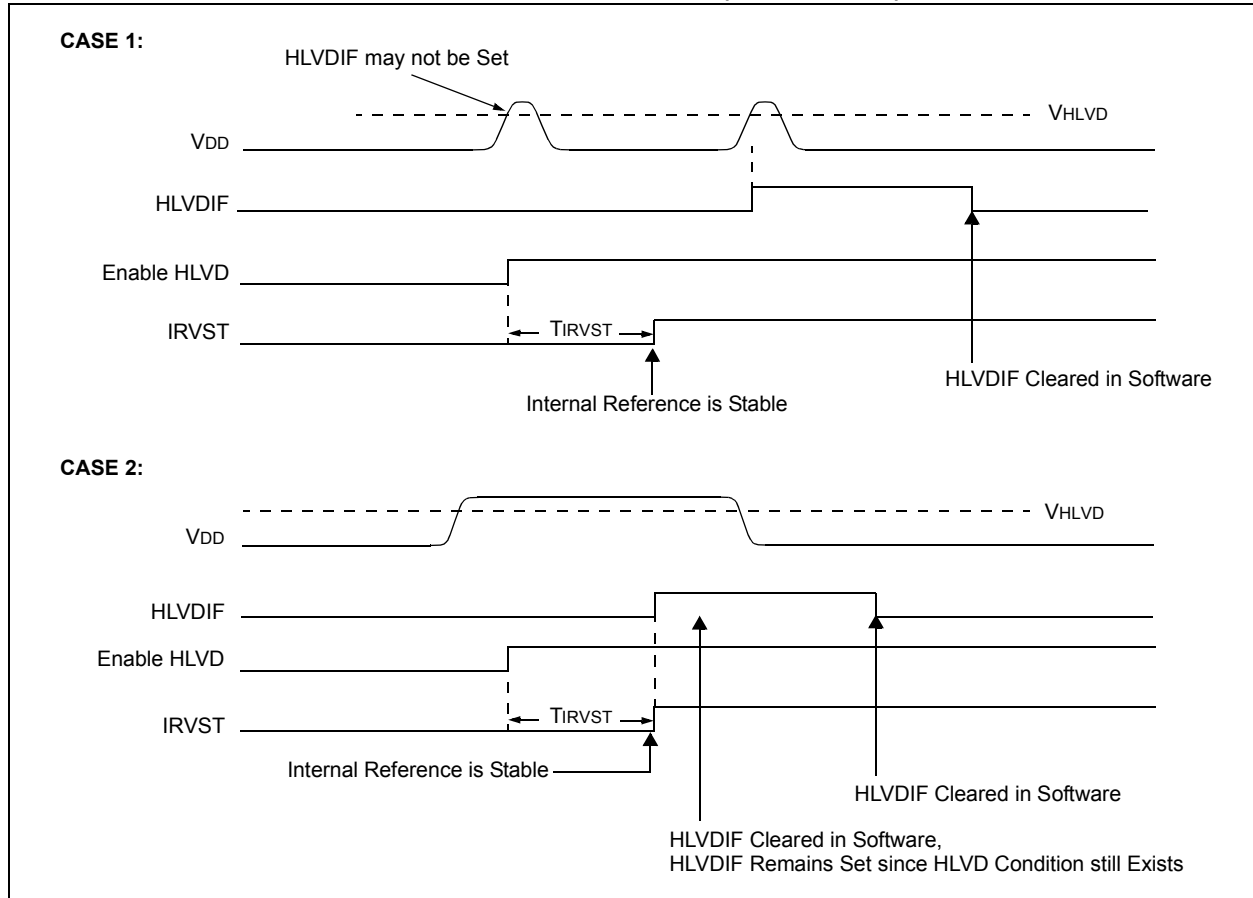 CASE 1:
HLVDIF may not be Set
VHLVD
VDD
HLVDIF
Enable HLVD
TIRVST
IRVST
HLVDIF Cleared in Software
Internal Reference is Stable
CASE 2:
VHLVD
VDD
HLVDIF
Enable HLVD
TIRVST
IRVST
Internal Reference is Stable
HLVDIF Cleared in Software
HLVDIF Cleared in Software,
HLVDIF Remains Set since HLVD Condition still Exists